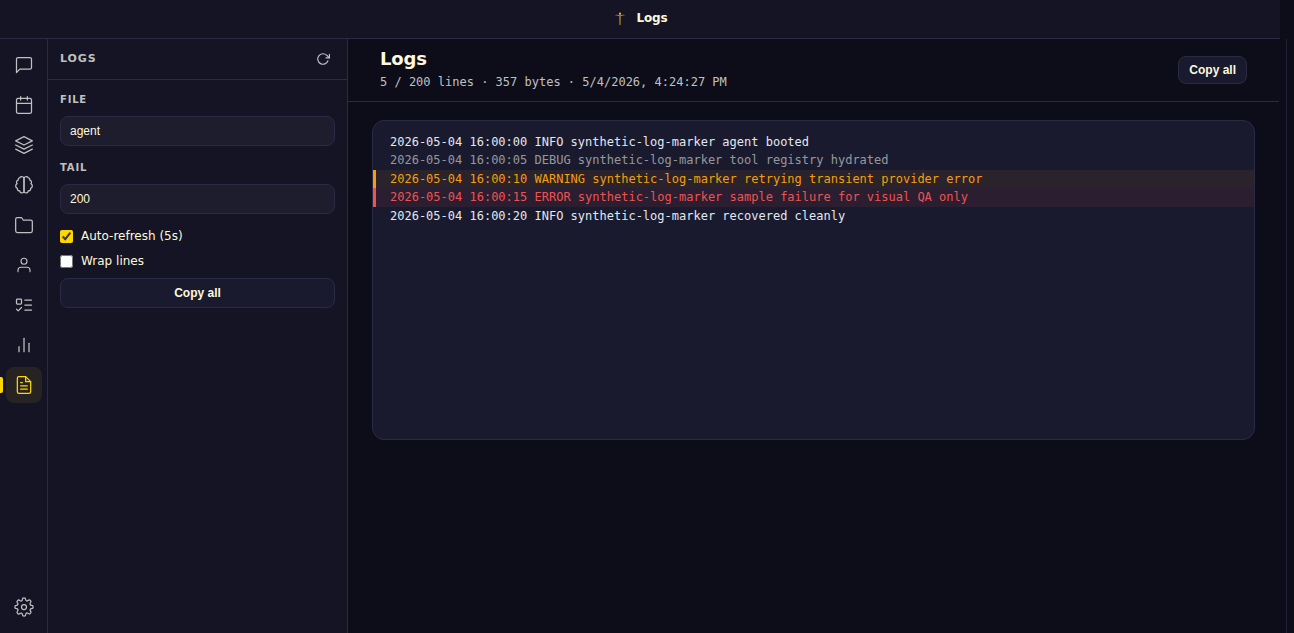 Logs
LOGS
FILE
agent
TAIL
200
Auto-refresh (5s)
Wrap lines
Copy all
Logs
5 / 200 lines · 357 bytes · 5/4/2026, 4:24:27 PM
Copy all
2026-05-04 16:00:00 INFO synthetic-log-marker agent booted
2026-05-04 16:00:05 DEBUG synthetic-log-marker tool registry hydrated
2026-05-04 16:00:10 WARNING synthetic-log-marker retrying transient provider error
2026-05-04 16:00:15 ERROR synthetic-log-marker sample failure for visual QA only
2026-05-04 16:00:20 INFO synthetic-log-marker recovered cleanly